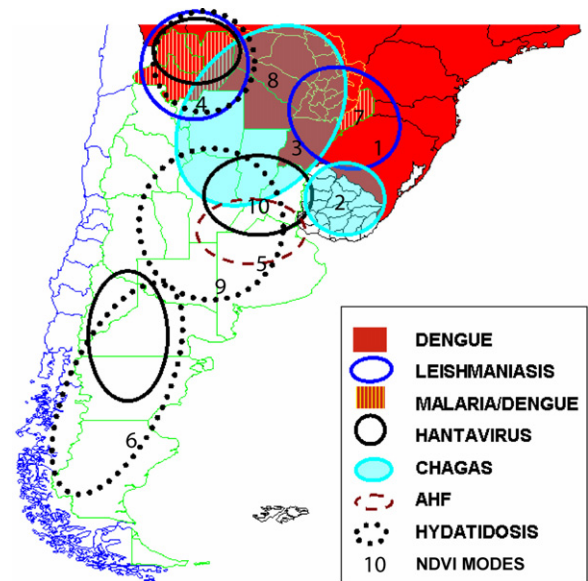 8
4
7
3
1
2
10
5
9
6
DENGUE
LEISHMANIASIS
MALARIA/DENGUE
HANTAVIRUS
CHAGAS
AHF
HYDATIDOSIS
10 NDVI MODES